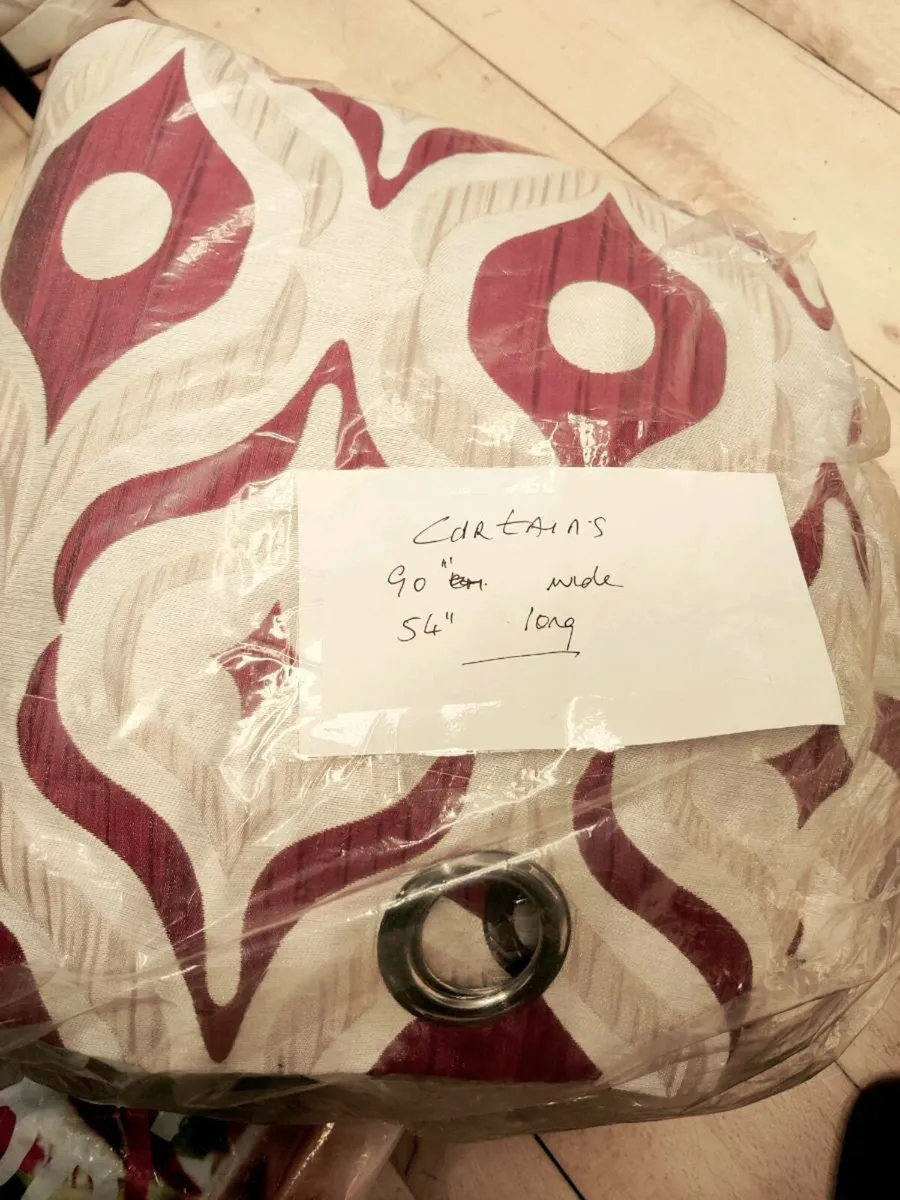 CURTAINS
90" wide
54" long